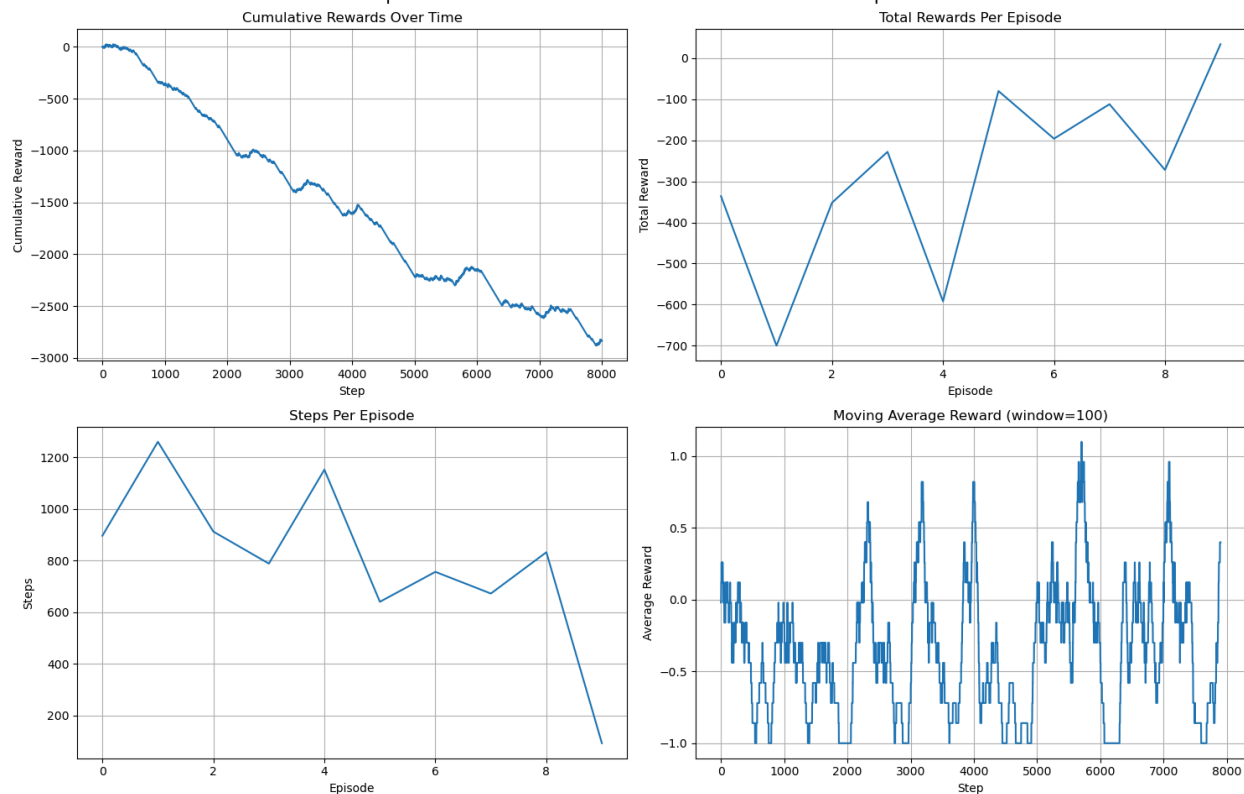 Cumulative Rewards Over Time
0
−500
−1000
−1500
−2000
−2500
−3000
Cumulative Reward
0 1000 2000 3000 4000 5000 6000 7000 8000
Step
Total Rewards Per Episode
0
−100
−200
−300
−400
−500
−600
−700
Total Reward
0 2 4 6 8
Episode
Steps Per Episode
1200
1000
800
600
400
200
Steps
0 2 4 6 8
Episode
Moving Average Reward (window=100)
1.0
0.5
0.0
−0.5
−1.0
Average Reward
0 1000 2000 3000 4000 5000 6000 7000 8000
Step